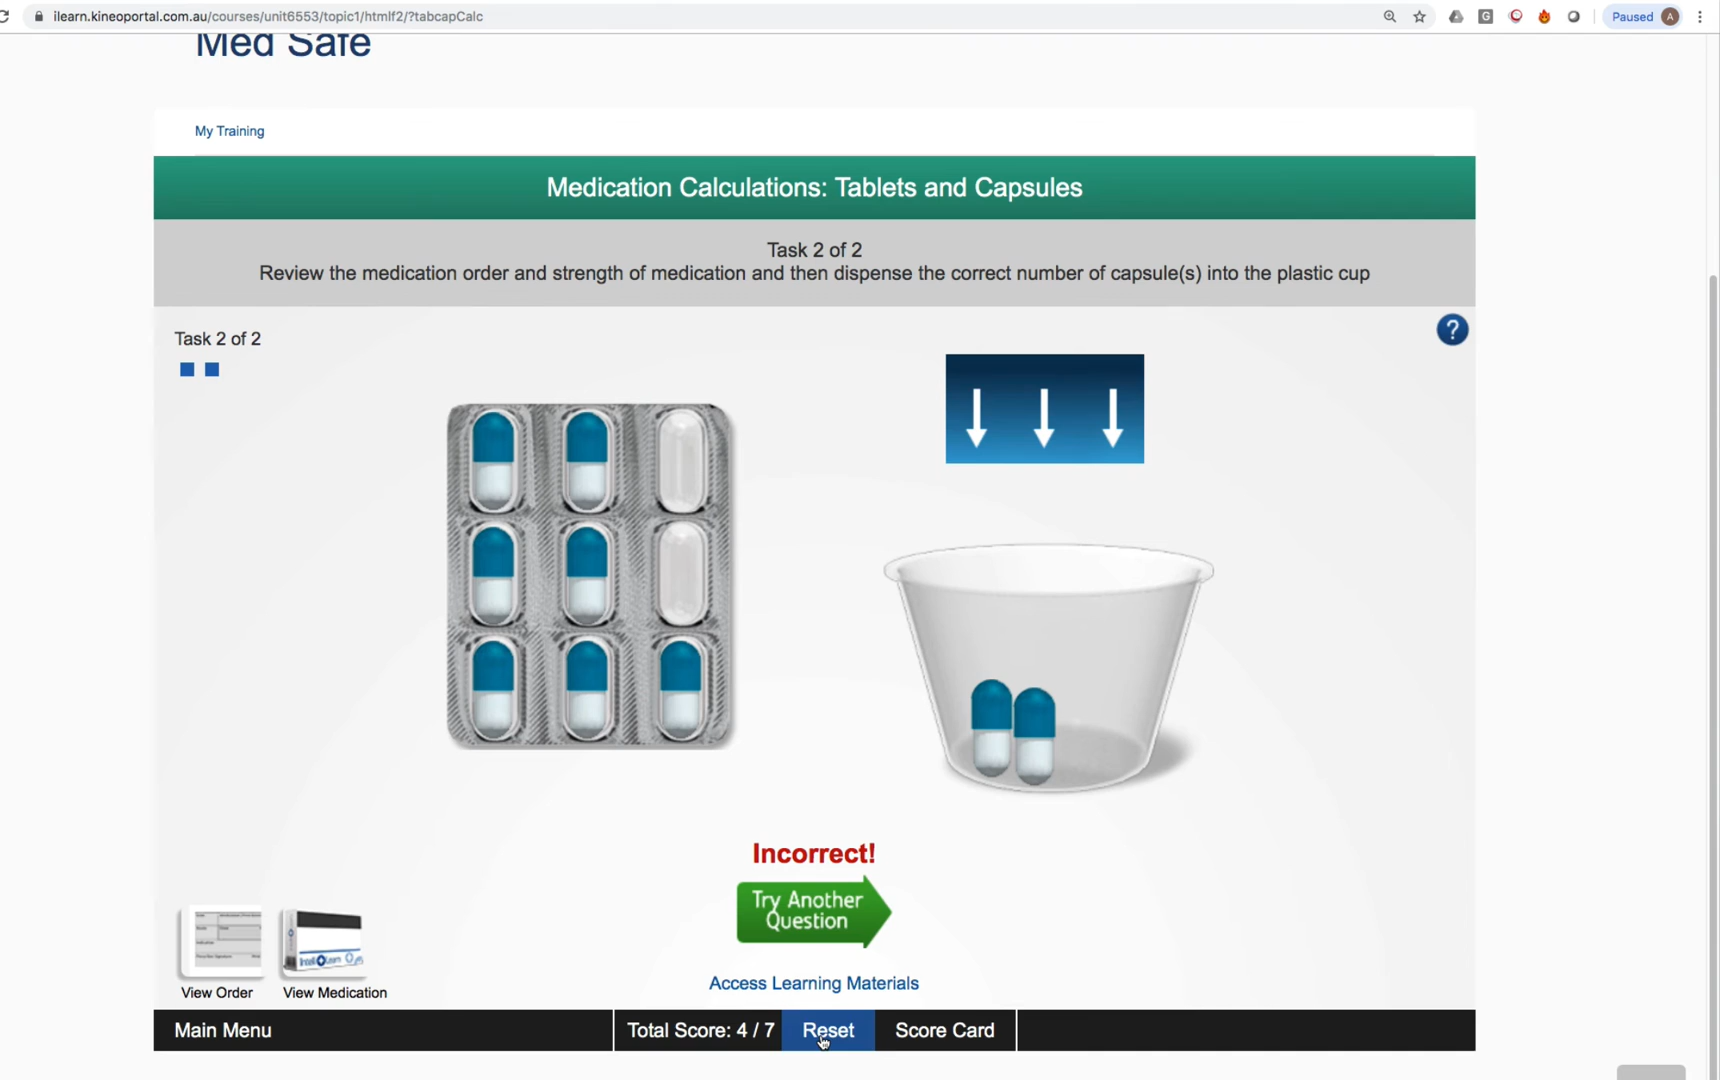 ilearn.kineoportal.com.au/courses/unit6553/topic1/htmlf2/?tabcapCalc
Paused
A
Med Safe
My Training
Medication Calculations: Tablets and Capsules
Task 2 of 2
Review the medication order and strength of medication and then dispense the correct number of capsule(s) into the plastic cup
Task 2 of 2
?
Incorrect!
Try Another
Question
View Order
View Medication
Access Learning Materials
Main Menu
Total Score: 4 / 7
Reset
Score Card